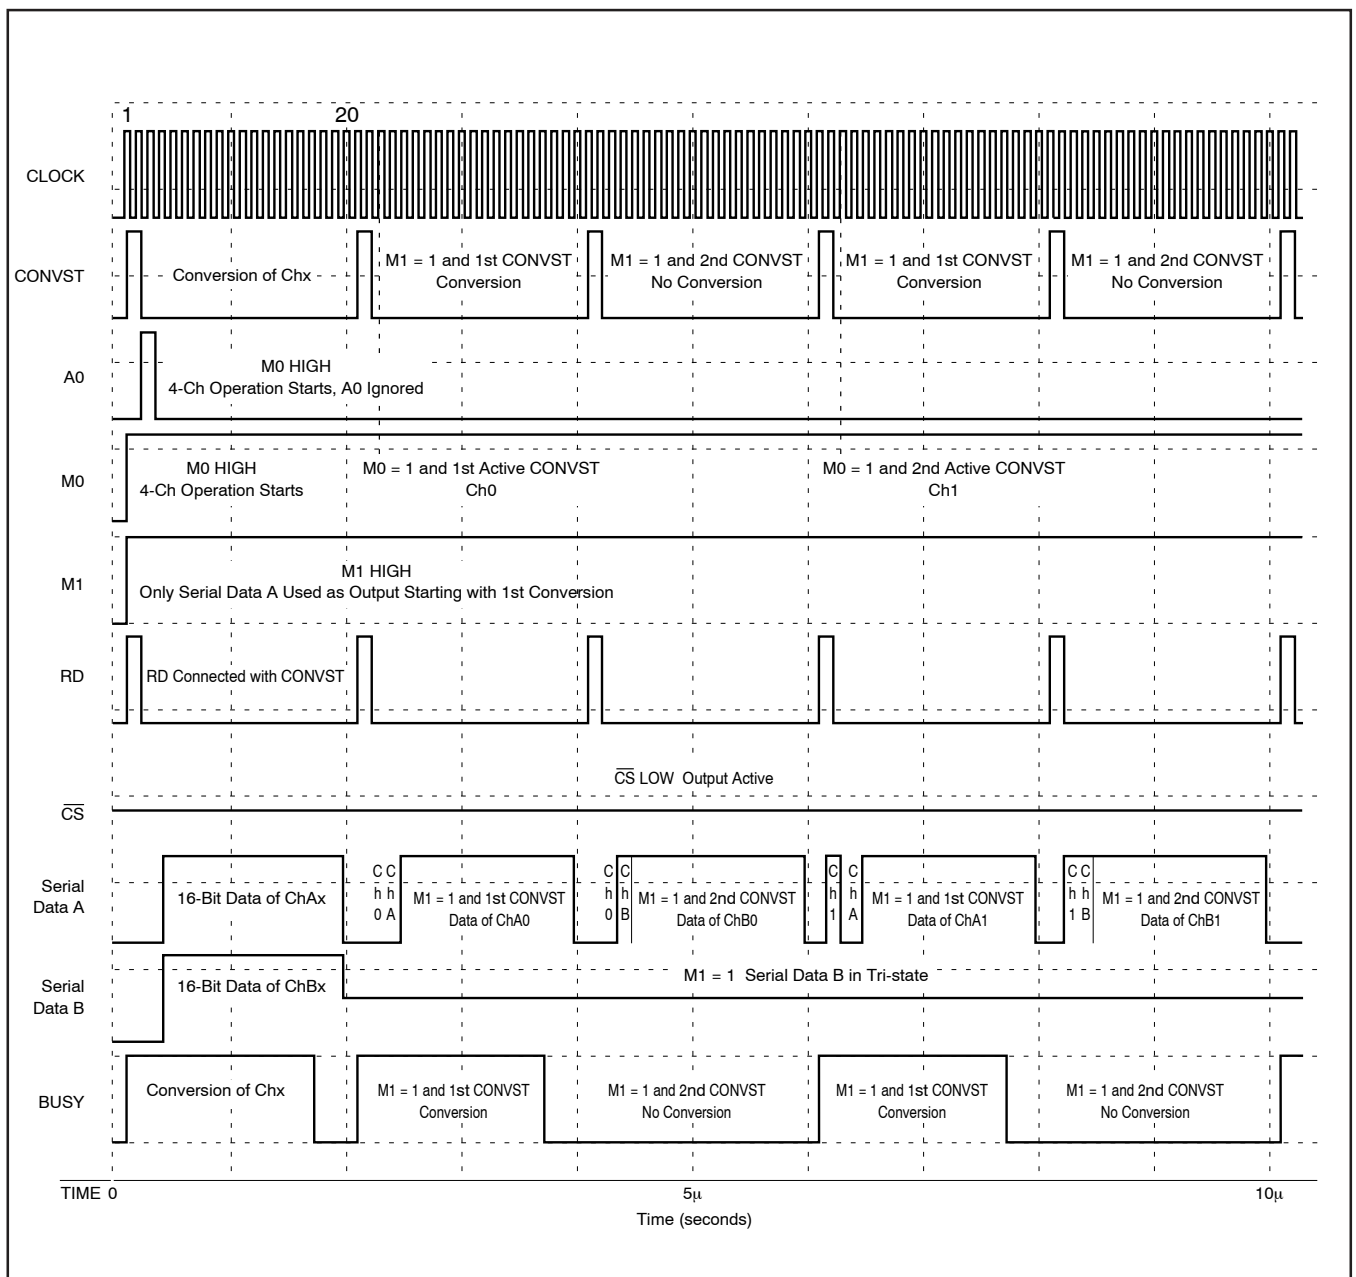 1 20
CLOCK
CONVST
Conversion of Chx
M1 = 1 and 1st CONVST
Conversion
M1 = 1 and 2nd CONVST
No Conversion
M1 = 1 and 1st CONVST
Conversion
M1 = 1 and 2nd CONVST
No Conversion
A0
M0 HIGH
4-Ch Operation Starts, A0 Ignored
M0
M0 HIGH
4-Ch Operation Starts
M0 = 1 and 1st Active CONVST
Ch0
M0 = 1 and 2nd Active CONVST
Ch1
M1
M1 HIGH
Only Serial Data A Used as Output Starting with 1st Conversion
RD
RD Connected with CONVST
CS LOW Output Active
CS
Serial
Data A
16-Bit Data of ChAx
Ch0
ChA
M1 = 1 and 1st CONVST
Data of ChA0
Ch0
ChB
M1 = 1 and 2nd CONVST
Data of ChB0
Ch1
ChA
M1 = 1 and 1st CONVST
Data of ChA1
Ch1
ChB
M1 = 1 and 2nd CONVST
Data of ChB1
Serial
Data B
16-Bit Data of ChBx
M1 = 1 Serial Data B in Tri-state
BUSY
Conversion of Chx
M1 = 1 and 1st CONVST
Conversion
M1 = 1 and 2nd CONVST
No Conversion
M1 = 1 and 1st CONVST
Conversion
M1 = 1 and 2nd CONVST
No Conversion
TIME 0 5μ 10μ
Time (seconds)